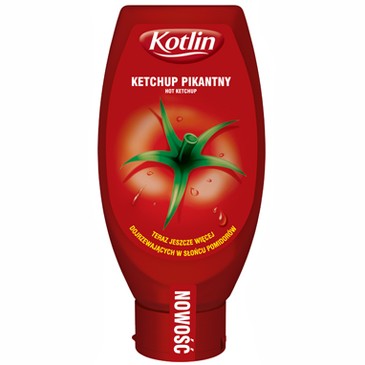 Kotlin
KETCHUP PIKANTNY
HOT KETCHUP
TERAZ JESZCZE WIĘCEJ
DOJRZEWAJĄCYCH W SŁOŃCU POMIDORÓW
NOWOŚĆ